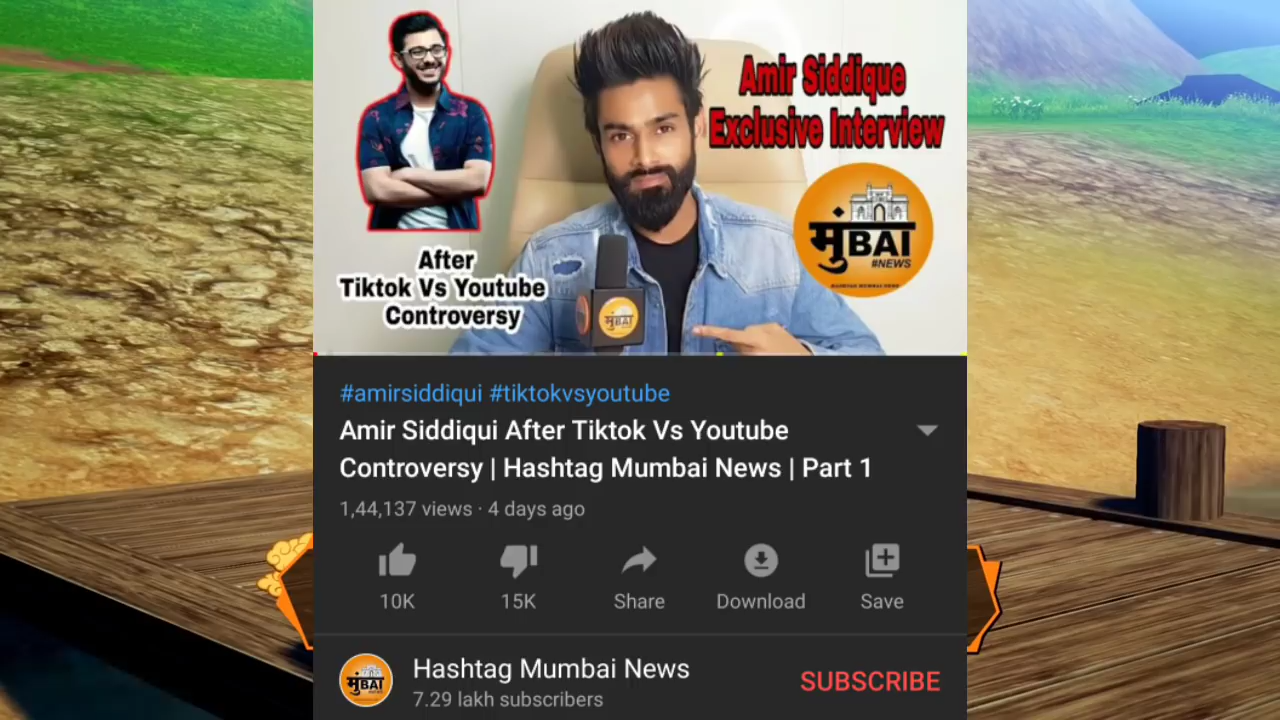 Amir Siddique
Exclusive Interview
मुंBAI
#NEWS
After
Tiktok Vs Youtube
Controversy
मुंBAI
#amirsiddiqui #tiktokvsyoutube
Amir Siddiqui After Tiktok Vs Youtube
Controversy | Hashtag Mumbai News | Part 1
1,44,137 views · 4 days ago
10K
15K
Share
Download
Save
मुंBAI
Hashtag Mumbai News
7.29 lakh subscribers
SUBSCRIBE